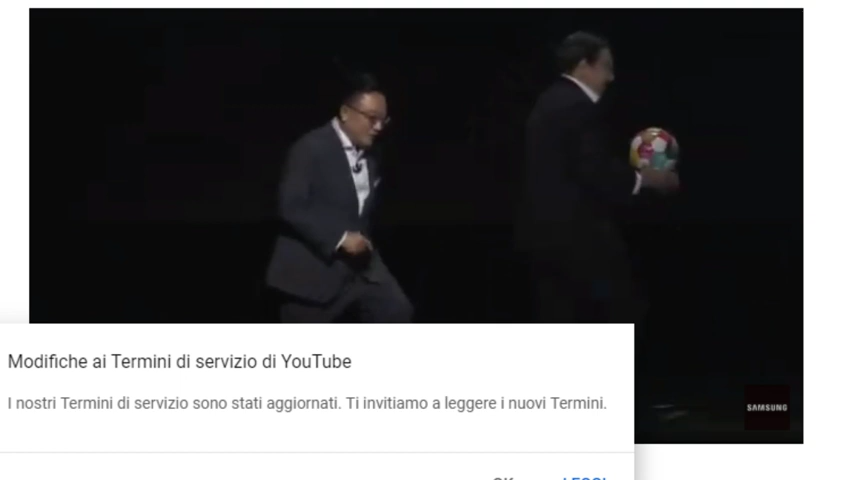 SAMSUNG
Modifiche ai Termini di servizio di YouTube
I nostri Termini di servizio sono stati aggiornati. Ti invitiamo a leggere i nuovi Termini.